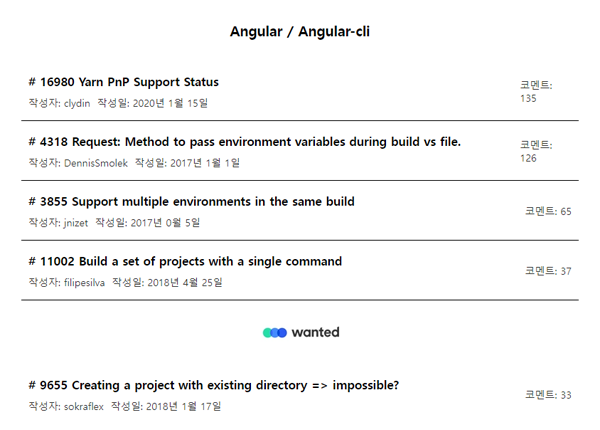 Angular / Angular-cli
# 16980 Yarn PnP Support Status
작성자: clydin 작성일: 2020년 1월 15일
코멘트:
135
# 4318 Request: Method to pass environment variables during build vs file.
작성자: DennisSmolek 작성일: 2017년 1월 1일
코멘트:
126
# 3855 Support multiple environments in the same build
작성자: jnizet 작성일: 2017년 0월 5일
코멘트: 65
# 11002 Build a set of projects with a single command
작성자: filipesilva 작성일: 2018년 4월 25일
코멘트: 37
wanted
# 9655 Creating a project with existing directory => impossible?
작성자: sokraflex 작성일: 2018년 1월 17일
코멘트: 33